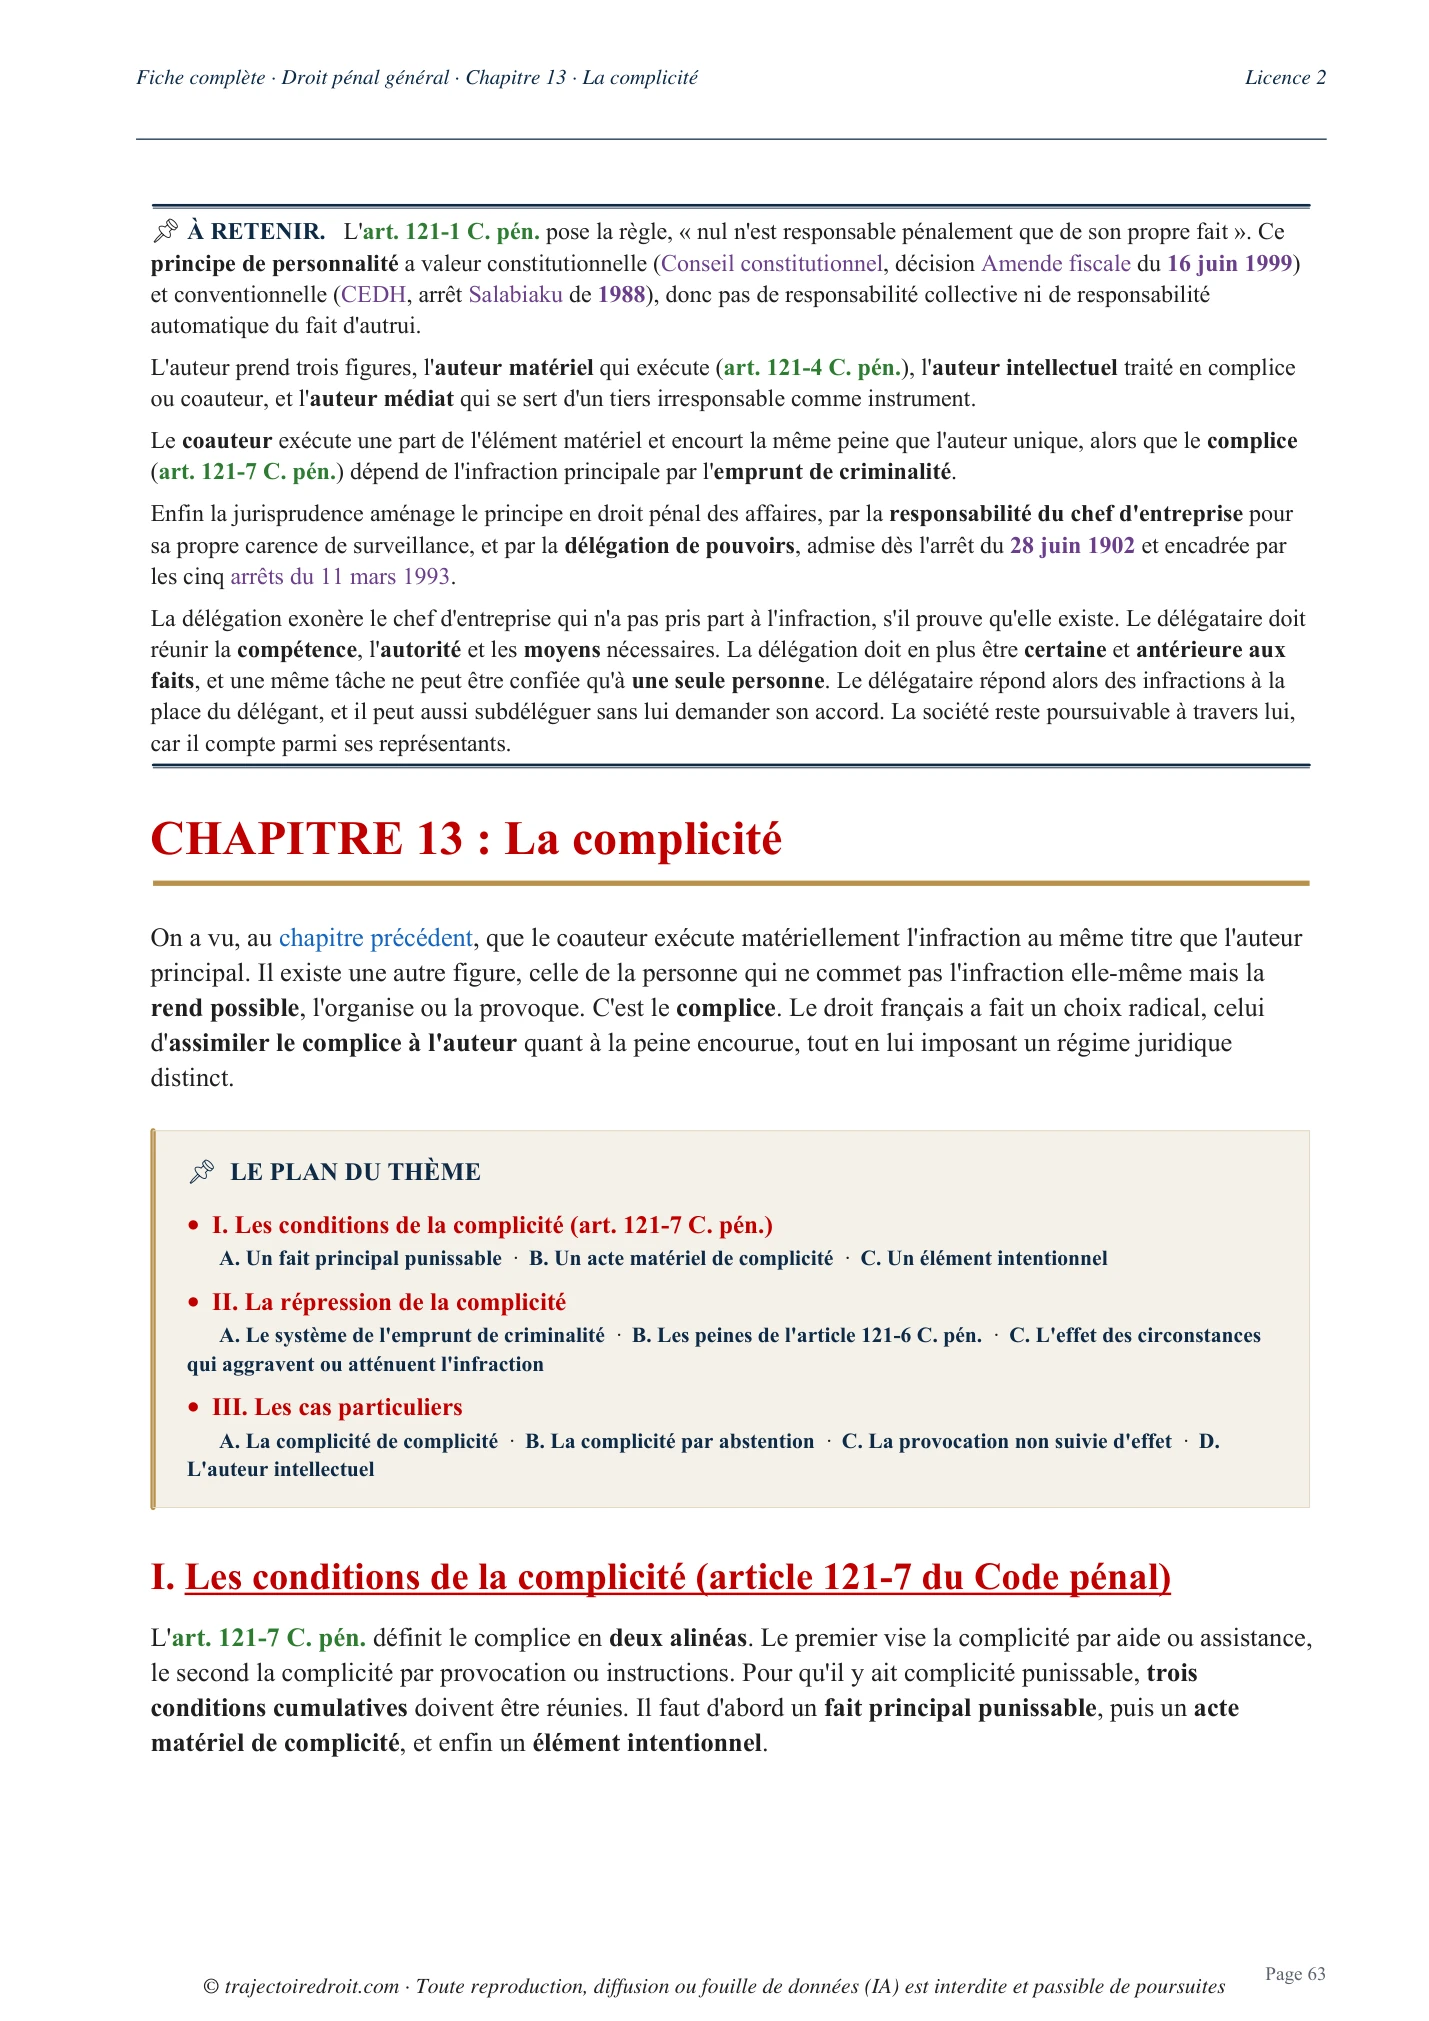 Fiche complète · Droit pénal général · Chapitre 13 · La complicité
Licence 2
À RETENIR. L'art. 121-1 C. pén. pose la règle, « nul n'est responsable pénalement que de son propre fait ». Ce
principe de personnalité a valeur constitutionnelle (Conseil constitutionnel, décision Amende fiscale du 16 juin 1999)
et conventionnelle (CEDH, arrêt Salabiaku de 1988), donc pas de responsabilité collective ni de responsabilité
automatique du fait d'autrui.
L'auteur prend trois figures, l'auteur matériel qui exécute (art. 121-4 C. pén.), l'auteur intellectuel traité en complice
ou coauteur, et l'auteur médiat qui se sert d'un tiers irresponsable comme instrument.
Le coauteur exécute une part de l'élément matériel et encourt la même peine que l'auteur unique, alors que le complice
(art. 121-7 C. pén.) dépend de l'infraction principale par l'emprunt de criminalité.
Enfin la jurisprudence aménage le principe en droit pénal des affaires, par la responsabilité du chef d'entreprise pour
sa propre carence de surveillance, et par la délégation de pouvoirs, admise dès l'arrêt du 28 juin 1902 et encadrée par
les cinq arrêts du 11 mars 1993.
La délégation exonère le chef d'entreprise qui n'a pas pris part à l'infraction, s'il prouve qu'elle existe. Le délégataire doit
réunir la compétence, l'autorité et les moyens nécessaires. La délégation doit en plus être certaine et antérieure aux
faits, et une même tâche ne peut être confiée qu'à une seule personne. Le délégataire répond alors des infractions à la
place du délégant, et il peut aussi subdéléguer sans lui demander son accord. La société reste poursuivable à travers lui,
car il compte parmi ses représentants.
CHAPITRE 13 : La complicité
On a vu, au chapitre précédent, que le coauteur exécute matériellement l'infraction au même titre que l'auteur
principal. Il existe une autre figure, celle de la personne qui ne commet pas l'infraction elle-même mais la
rend possible, l'organise ou la provoque. C'est le complice. Le droit français a fait un choix radical, celui
d'assimiler le complice à l'auteur quant à la peine encourue, tout en lui imposant un régime juridique
distinct.
LE PLAN DU THÈME
• I. Les conditions de la complicité (art. 121-7 C. pén.)
A. Un fait principal punissable · B. Un acte matériel de complicité · C. Un élément intentionnel
• II. La répression de la complicité
A. Le système de l'emprunt de criminalité · B. Les peines de l'article 121-6 C. pén. · C. L'effet des circonstances
qui aggravent ou atténuent l'infraction
• III. Les cas particuliers
A. La complicité de complicité · B. La complicité par abstention · C. La provocation non suivie d'effet · D.
L'auteur intellectuel
I. Les conditions de la complicité (article 121-7 du Code pénal)
L'art. 121-7 C. pén. définit le complice en deux alinéas. Le premier vise la complicité par aide ou assistance,
le second la complicité par provocation ou instructions. Pour qu'il y ait complicité punissable, trois
conditions cumulatives doivent être réunies. Il faut d'abord un fait principal punissable, puis un acte
matériel de complicité, et enfin un élément intentionnel.
Page 63
© trajectoiredroit.com · Toute reproduction, diffusion ou fouille de données (IA) est interdite et passible de poursuites